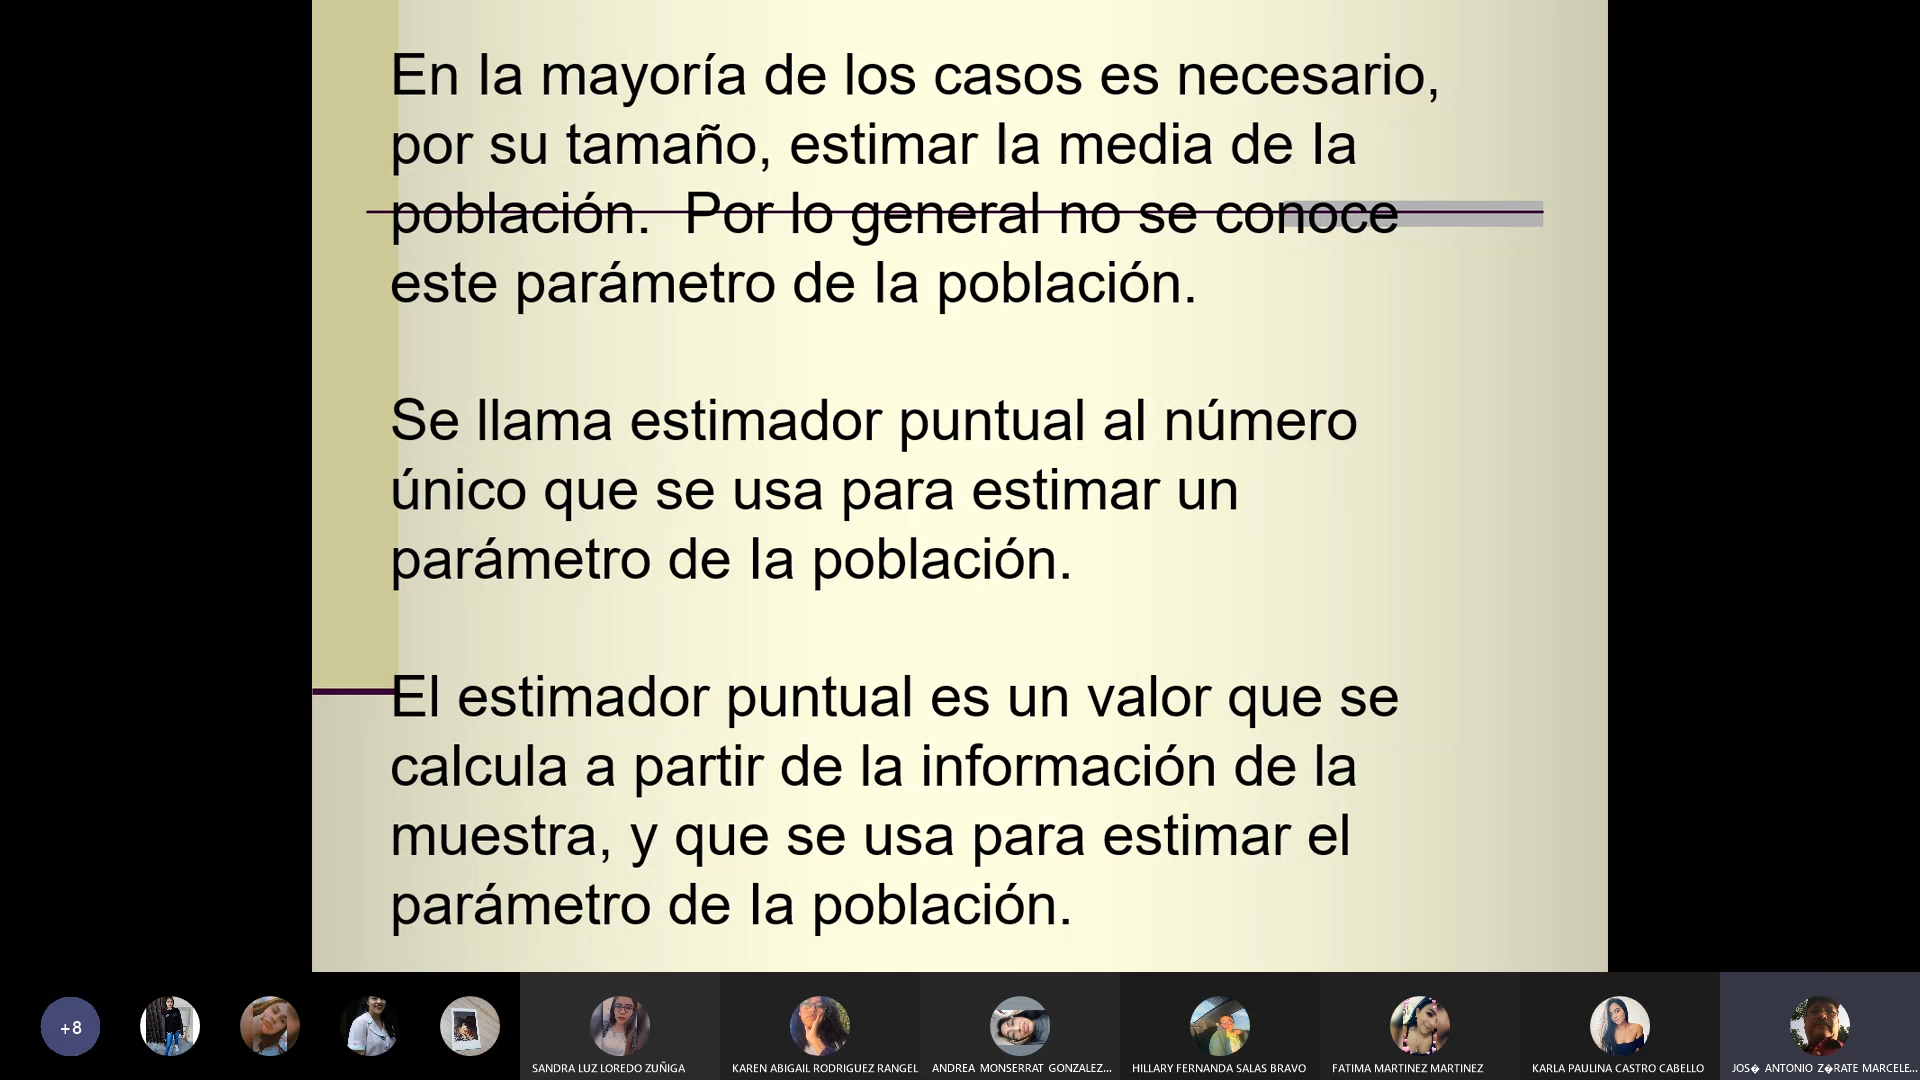 En la mayoría de los casos es necesario,
por su tamaño, estimar la media de la
población.  Por lo general no se conoce
este parámetro de la población.
Se llama estimador puntual al número
único que se usa para estimar un
parámetro de la población.
El estimador puntual es un valor que se
calcula a partir de la información de la
muestra, y que se usa para estimar el
parámetro de la población.
+8
SANDRA LUZ LOREDO ZUÑIGA
KAREN ABIGAIL RODRIGUEZ RANGEL
ANDREA MONSERRAT GONZALEZ...
HILLARY FERNANDA SALAS BRAVO
FATIMA MARTINEZ MARTINEZ
KARLA PAULINA CASTRO CABELLO
JOS� ANTONIO Z�RATE MARCELE...